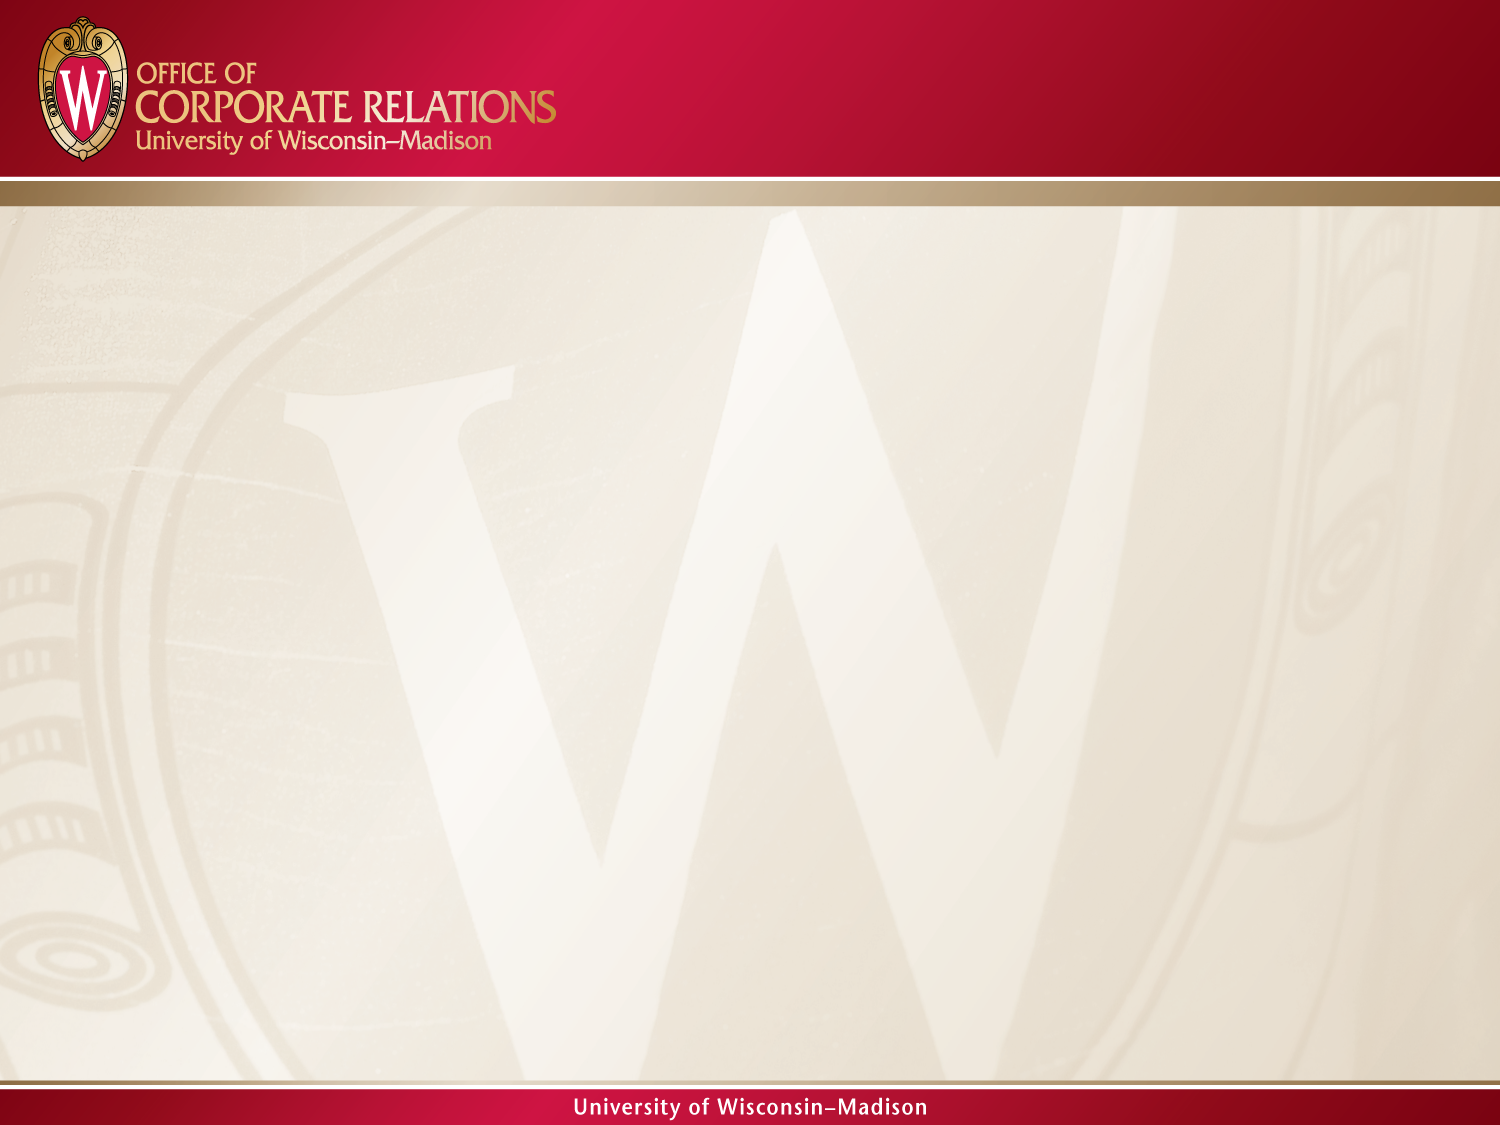 W
OFFICE OF
CORPORATE RELATIONS
University of Wisconsin–Madison
W
University of Wisconsin–Madison